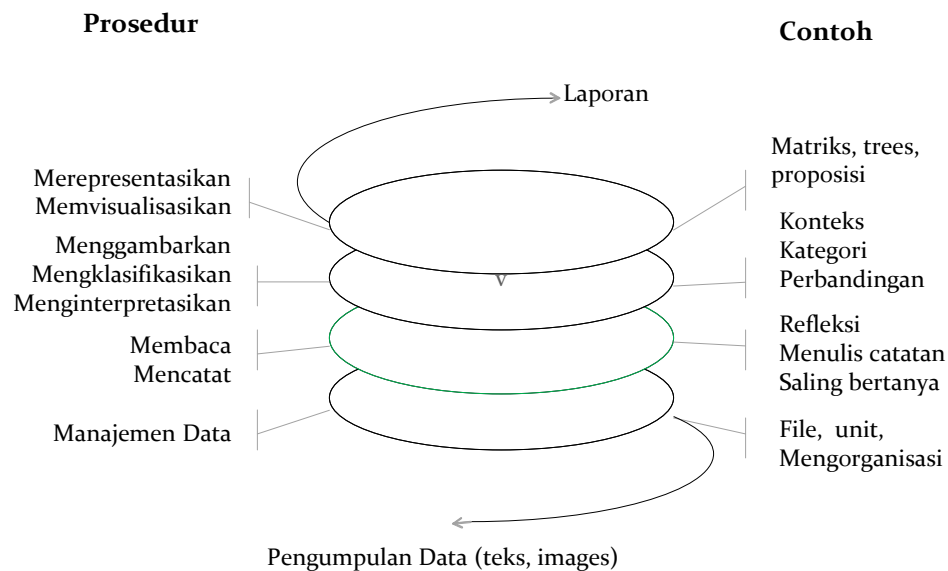 Prosedur
Contoh
Laporan
Merepresentasikan
Memvisualisasikan
Matriks, trees,
proposisi
Menggambarkan
Mengklasifikasikan
Menginterpretasikan
Konteks
Kategori
Perbandingan
v
Membaca
Mencatat
Refleksi
Menulis catatan
Saling bertanya
Manajemen Data
File, unit,
Mengorganisasi
Pengumpulan Data (teks, images)